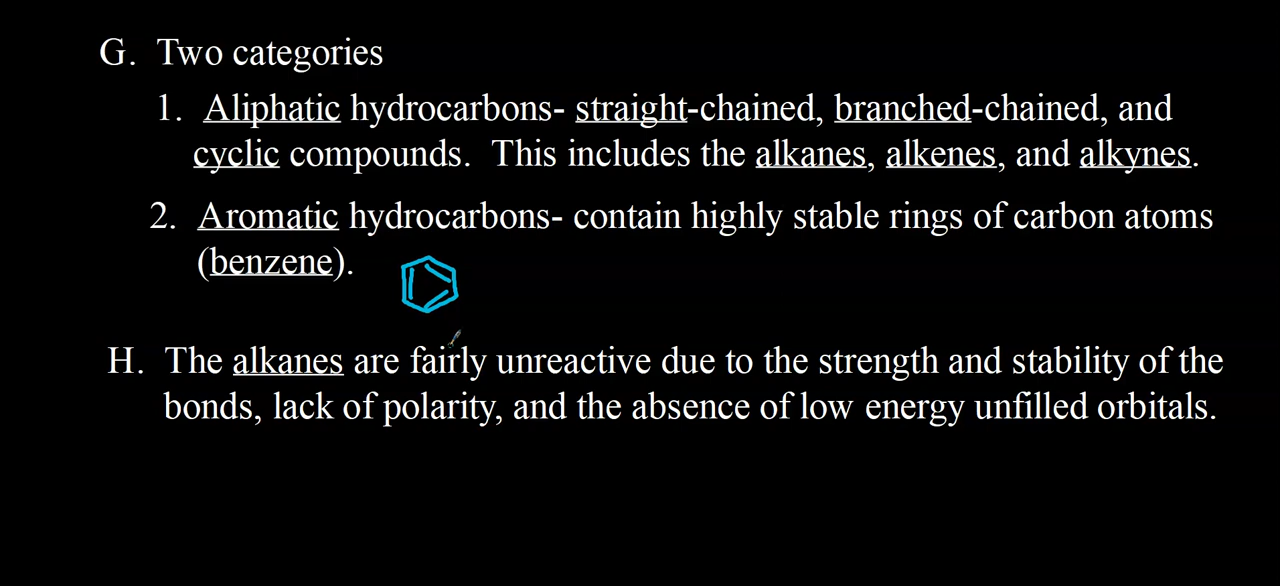 G. Two categories
1. Aliphatic hydrocarbons- straight-chained, branched-chained, and
cyclic compounds. This includes the alkanes, alkenes, and alkynes.
2. Aromatic hydrocarbons- contain highly stable rings of carbon atoms
(benzene).
H. The alkanes are fairly unreactive due to the strength and stability of the
bonds, lack of polarity, and the absence of low energy unfilled orbitals.